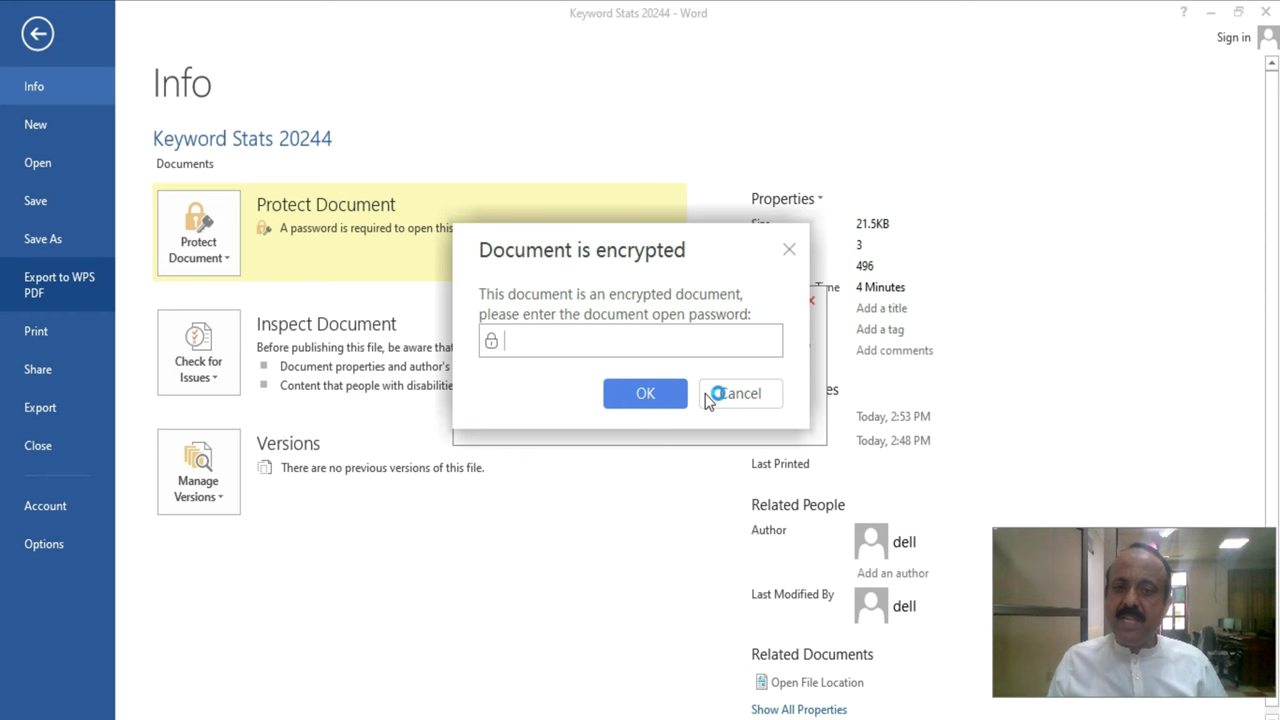 Keyword Stats 20244 - Word
?
Sign in
Info
New
Open
Save
Save As
Export to WPS
PDF
Print
Share
Export
Close
Account
Options
Info
Keyword Stats 20244
Documents
Protect
Document
Protect Document
A password is required to open this
Check for
Issues
Inspect Document
Before publishing this file, be aware that
Document properties and author's
Content that people with disabilities
Manage
Versions
Versions
There are no previous versions of this file.
Document is encrypted
This document is an encrypted document,
please enter the document open password:
OK
Cancel
Properties
21.5KB
3
496
4 Minutes
Add a title
Add a tag
Add comments
Today, 2:53 PM
Today, 2:48 PM
Last Printed
Related People
Author
dell
Add an author
Last Modified By
dell
Related Documents
Open File Location
Show All Properties